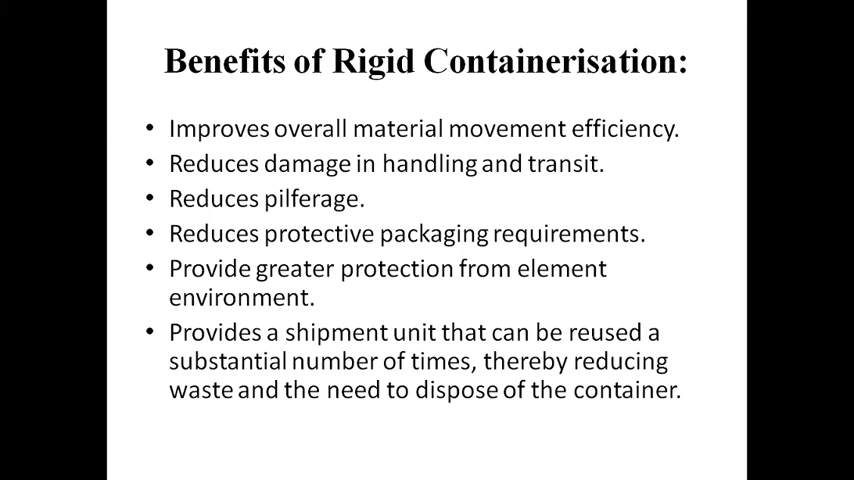 Benefits of Rigid Containerisation:
• Improves overall material movement efficiency.
• Reduces damage in handling and transit.
• Reduces pilferage.
• Reduces protective packaging requirements.
• Provide greater protection from element
environment.
• Provides a shipment unit that can be reused a
substantial number of times, thereby reducing
waste and the need to dispose of the container.